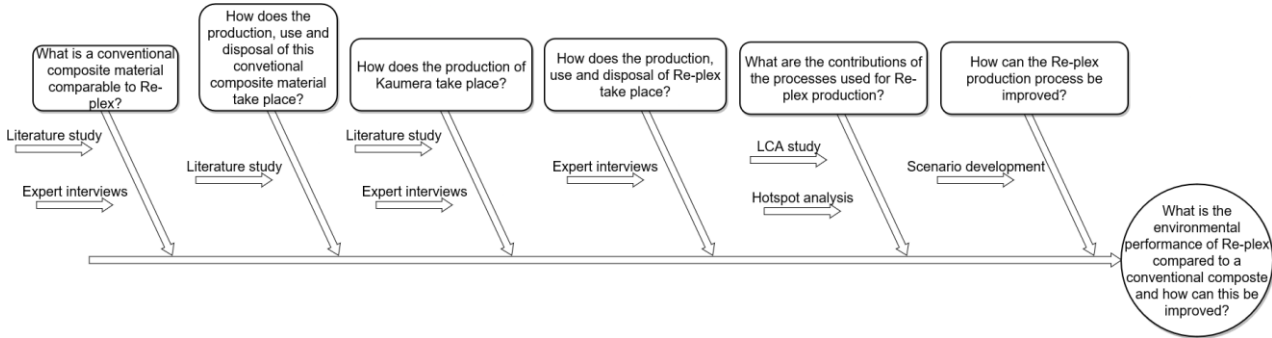 What is a conventional
composite material
comparable to Re-
plex?
How does the
production, use and
disposal of this
convetional
composite material
take place?
How does the production of
Kaumera take place?
How does the production,
use and disposal of Re-plex
take place?
What are the contributions
of the processes used for Re-
plex production?
How can the Re-plex
production process be
improved?
Literature study
Expert interviews
Literature study
Literature study
Expert interviews
Expert interviews
LCA study
Hotspot analysis
Scenario development
What is the
environmental
performance of Re-plex
compared to a
conventional composte
and how can this be
improved?